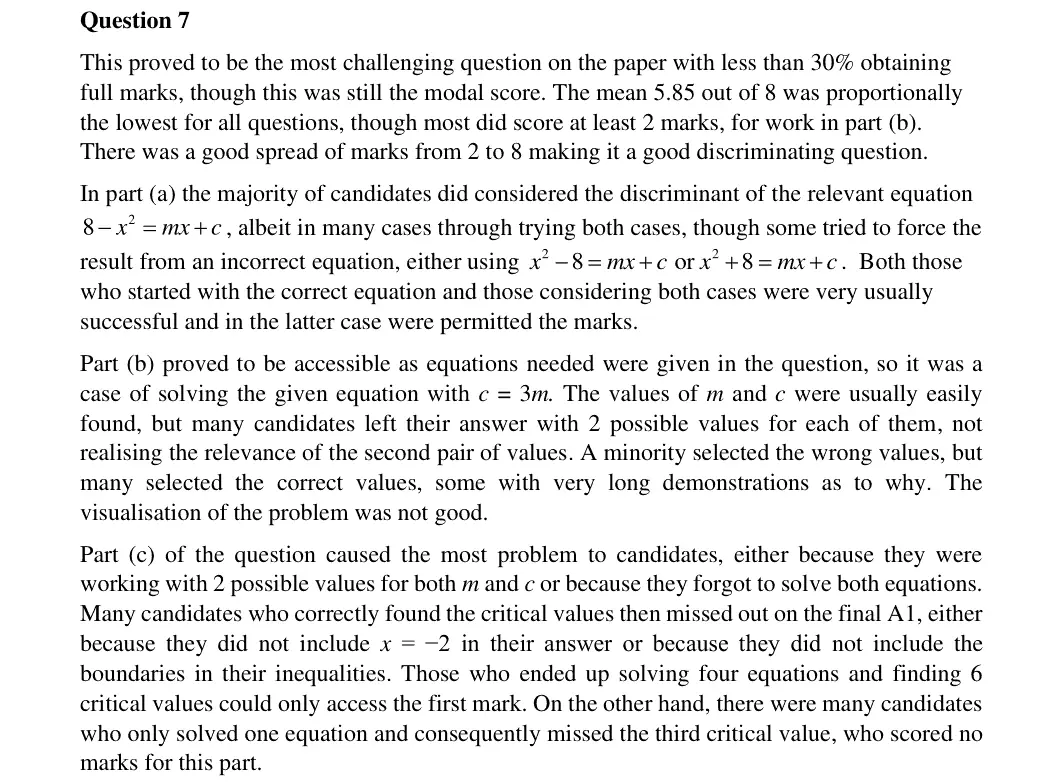 Question 7
This proved to be the most challenging question on the paper with less than 30% obtaining
full marks, though this was still the modal score. The mean 5.85 out of 8 was proportionally
the lowest for all questions, though most did score at least 2 marks, for work in part (b).
There was a good spread of marks from 2 to 8 making it a good discriminating question.
In part (a) the majority of candidates did considered the discriminant of the relevant equation
8 − x² = mx + c, albeit in many cases through trying both cases, though some tried to force the
result from an incorrect equation, either using x² − 8 = mx + c or x² + 8 = mx + c. Both those
who started with the correct equation and those considering both cases were very usually
successful and in the latter case were permitted the marks.
Part (b) proved to be accessible as equations needed were given in the question, so it was a
case of solving the given equation with c = 3m. The values of m and c were usually easily
found, but many candidates left their answer with 2 possible values for each of them, not
realising the relevance of the second pair of values. A minority selected the wrong values, but
many selected the correct values, some with very long demonstrations as to why. The
visualisation of the problem was not good.
Part (c) of the question caused the most problem to candidates, either because they were
working with 2 possible values for both m and c or because they forgot to solve both equations.
Many candidates who correctly found the critical values then missed out on the final A1, either
because they did not include x = −2 in their answer or because they did not include the
boundaries in their inequalities. Those who ended up solving four equations and finding 6
critical values could only access the first mark. On the other hand, there were many candidates
who only solved one equation and consequently missed the third critical value, who scored no
marks for this part.